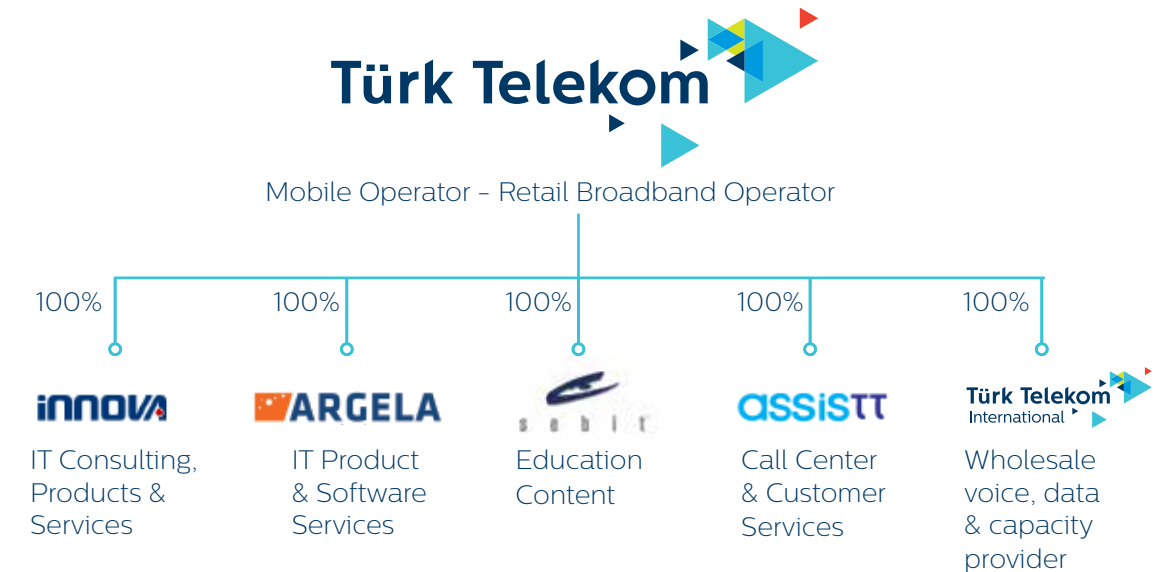 Türk Telekom
Mobile Operator – Retail Broadband Operator
100%
100%
100%
100%
100%
innova
ARGELA
sebit
assistt
Türk Telekom
International
IT Consulting,
Products &
Services
IT Product
& Software
Services
Education
Content
Call Center
& Customer
Services
Wholesale
voice, data
& capacity
provider